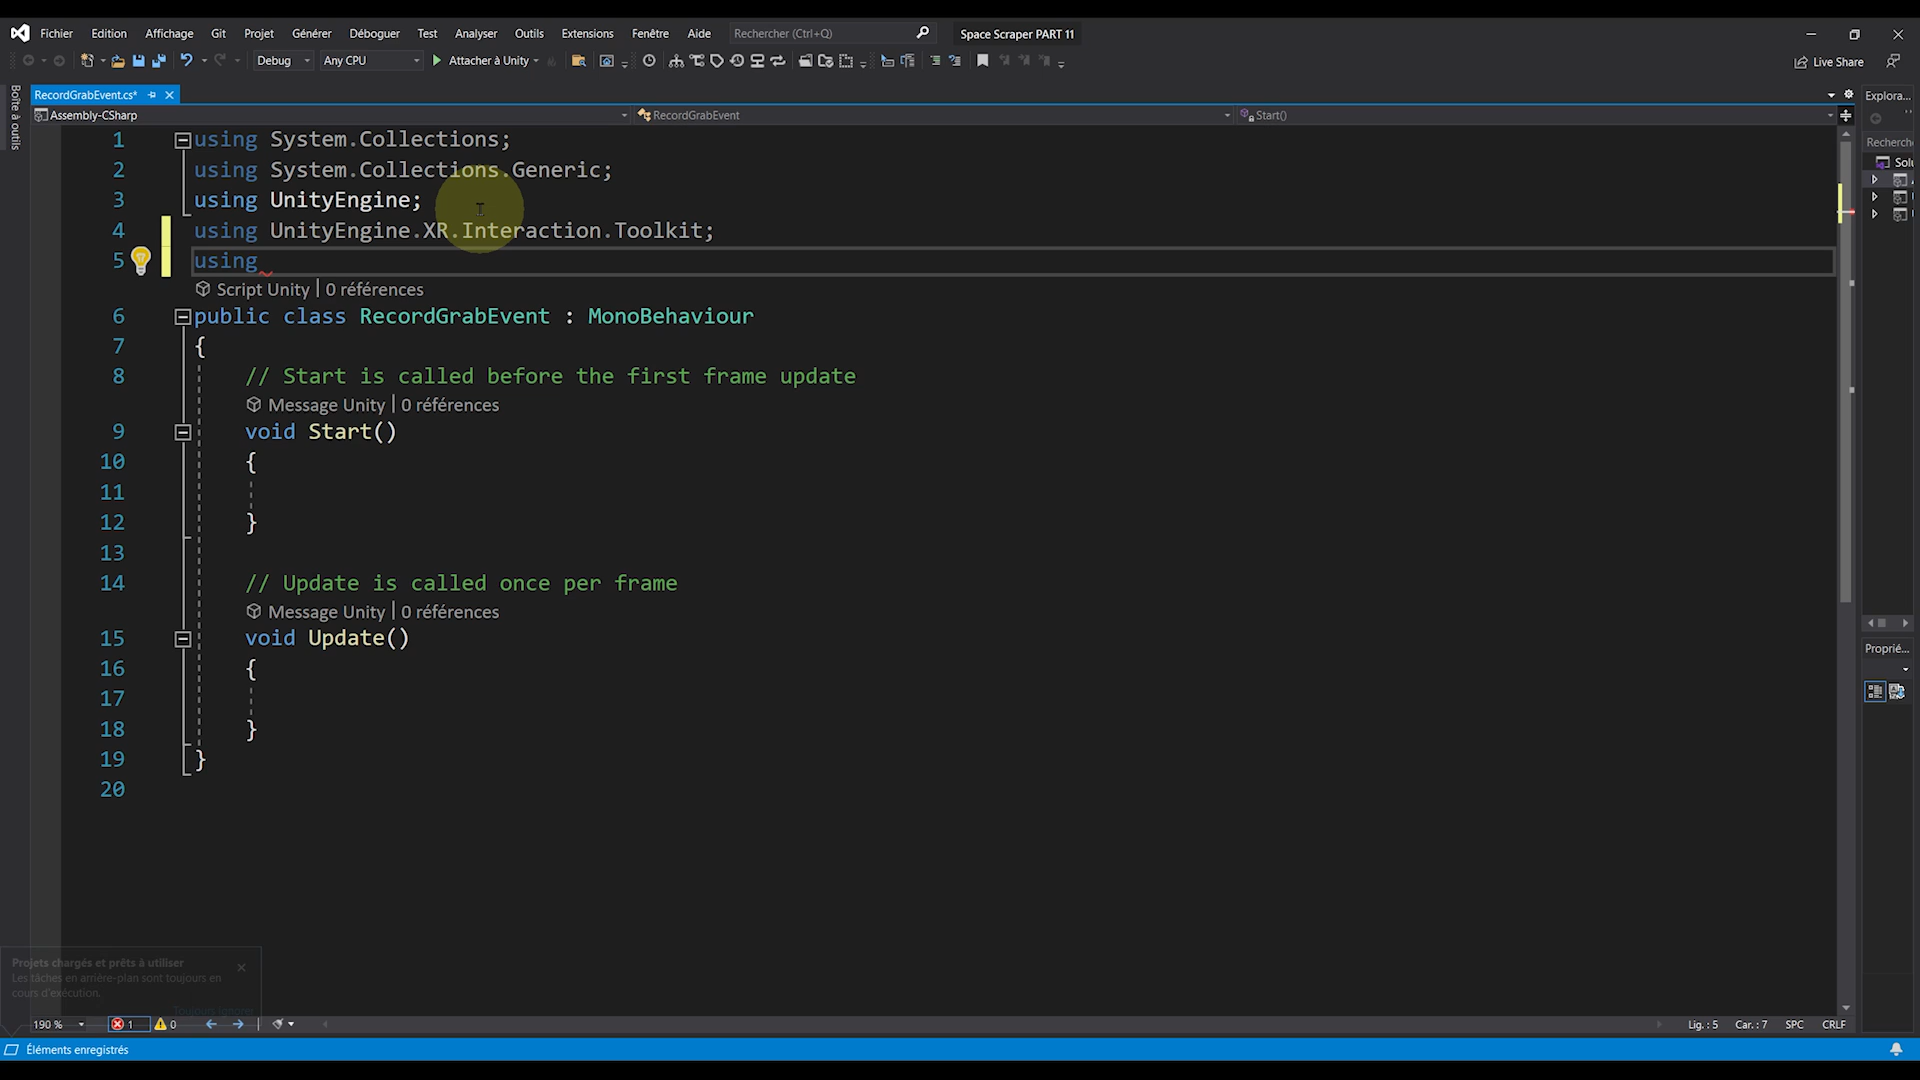 Fichier Edition Affichage Git Projet Générer Déboguer Test Analyser Outils Extensions Fenêtre Aide Rechercher (Ctrl+Q) Space Scraper PART 11
Debug Any CPU Attacher à Unity Live Share
Boîte à outils
RecordGrabEvent.cs* Explora...
Assembly-CSharp RecordGrabEvent Start()
Recherche
Solu
1 using System.Collections;
2 using System.Collections.Generic;
3 using UnityEngine;
4 using UnityEngine.XR.Interaction.Toolkit;
5 using
Script Unity | 0 références
6 public class RecordGrabEvent : MonoBehaviour
7 {
8 // Start is called before the first frame update
Message Unity | 0 références
9 void Start()
10 {
11
12 }
13
14 // Update is called once per frame
Message Unity | 0 références
15 void Update()
16 {
17
18 }
19 }
20
Proprié...
Projets chargés et prêts à utiliser
Les tâches en arrière-plan sont toujours en
cours d'exécution.
Toujours ignorer
190 % 1 0 Lig. : 5 Car. : 7 SPC CRLF
Éléments enregistrés